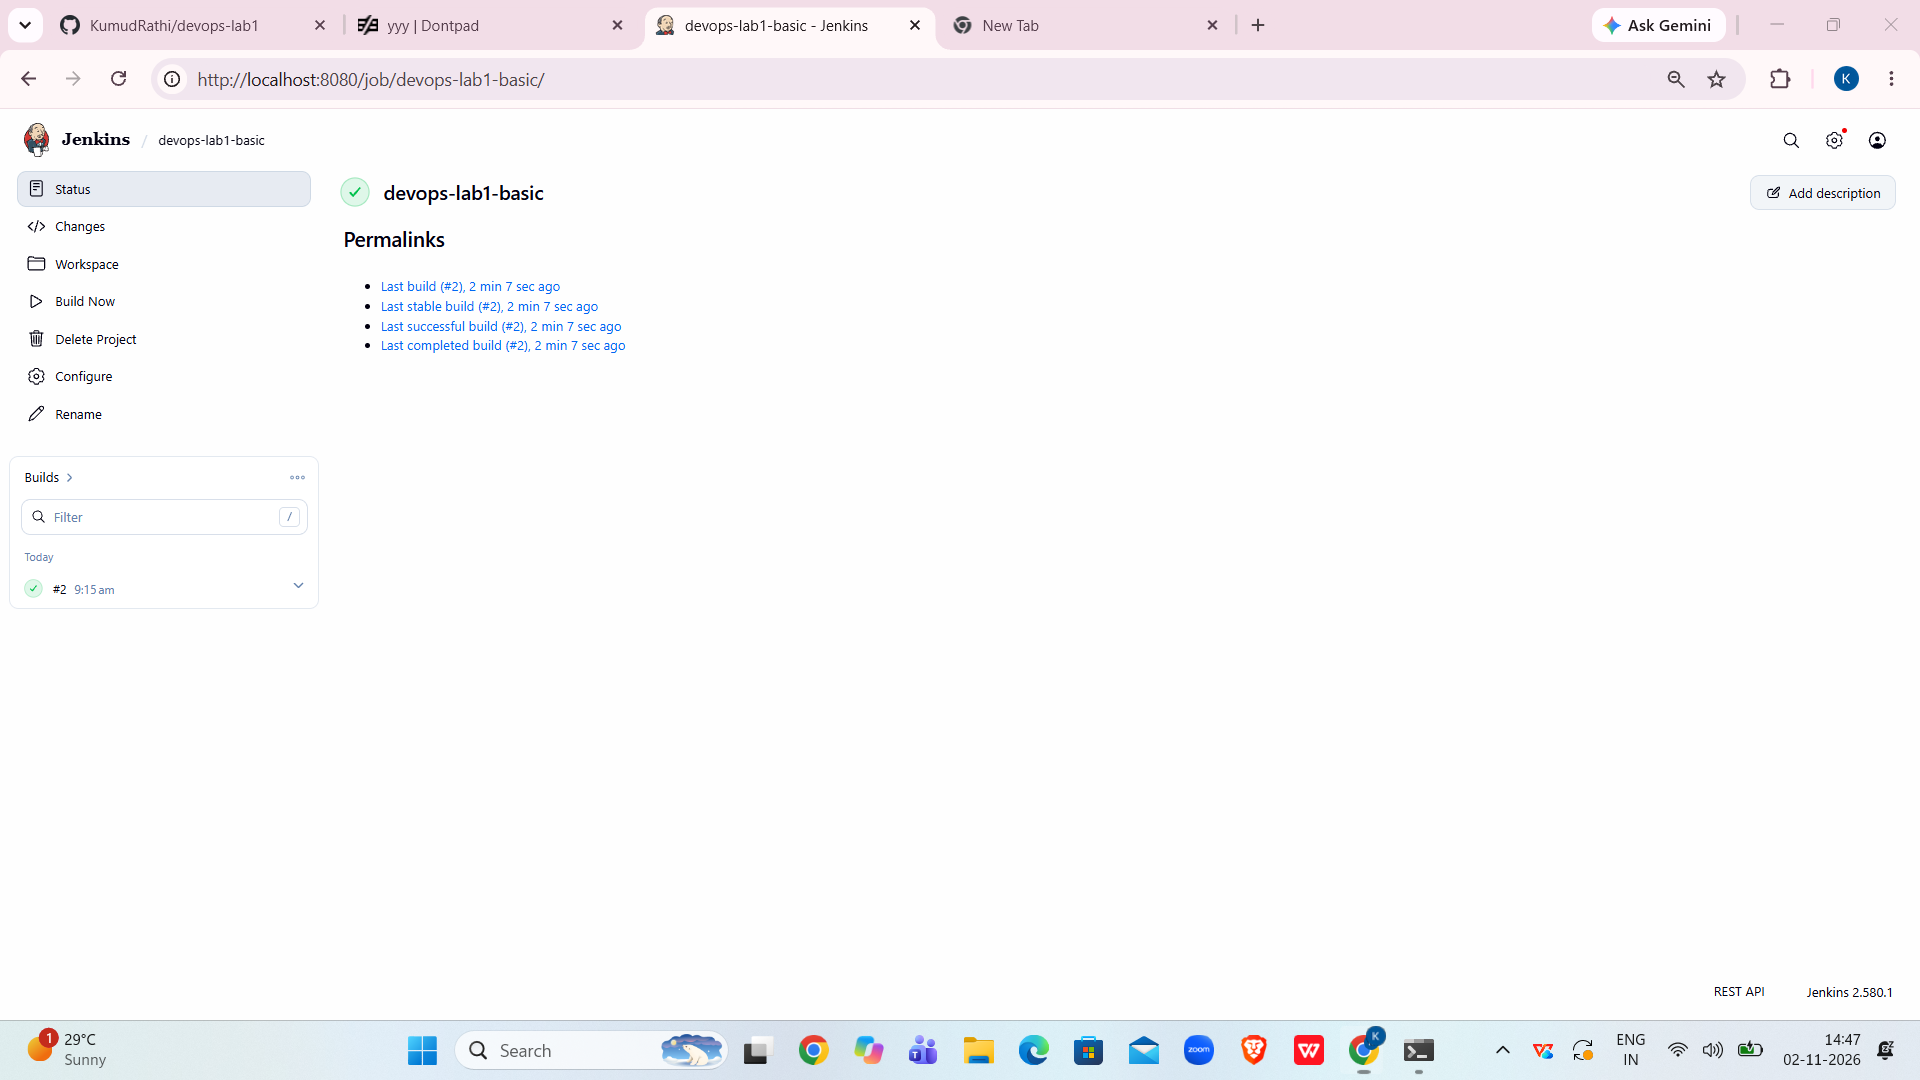 KumudRathi/devops-lab1
yyy | Dontpad
devops-lab1-basic - Jenkins
New Tab
Ask Gemini
http://localhost:8080/job/devops-lab1-basic/
K
Jenkins / devops-lab1-basic
Status
Changes
Workspace
Build Now
Delete Project
Configure
Rename
Builds
Filter
/
Today
#2 9:15 am
devops-lab1-basic
Add description
Permalinks
Last build (#2), 2 min 7 sec ago
Last stable build (#2), 2 min 7 sec ago
Last successful build (#2), 2 min 7 sec ago
Last completed build (#2), 2 min 7 sec ago
REST API
Jenkins 2.580.1
1
29°C
Sunny
Search
T
zoom
W
K
ENG
IN
14:47
02-11-2026